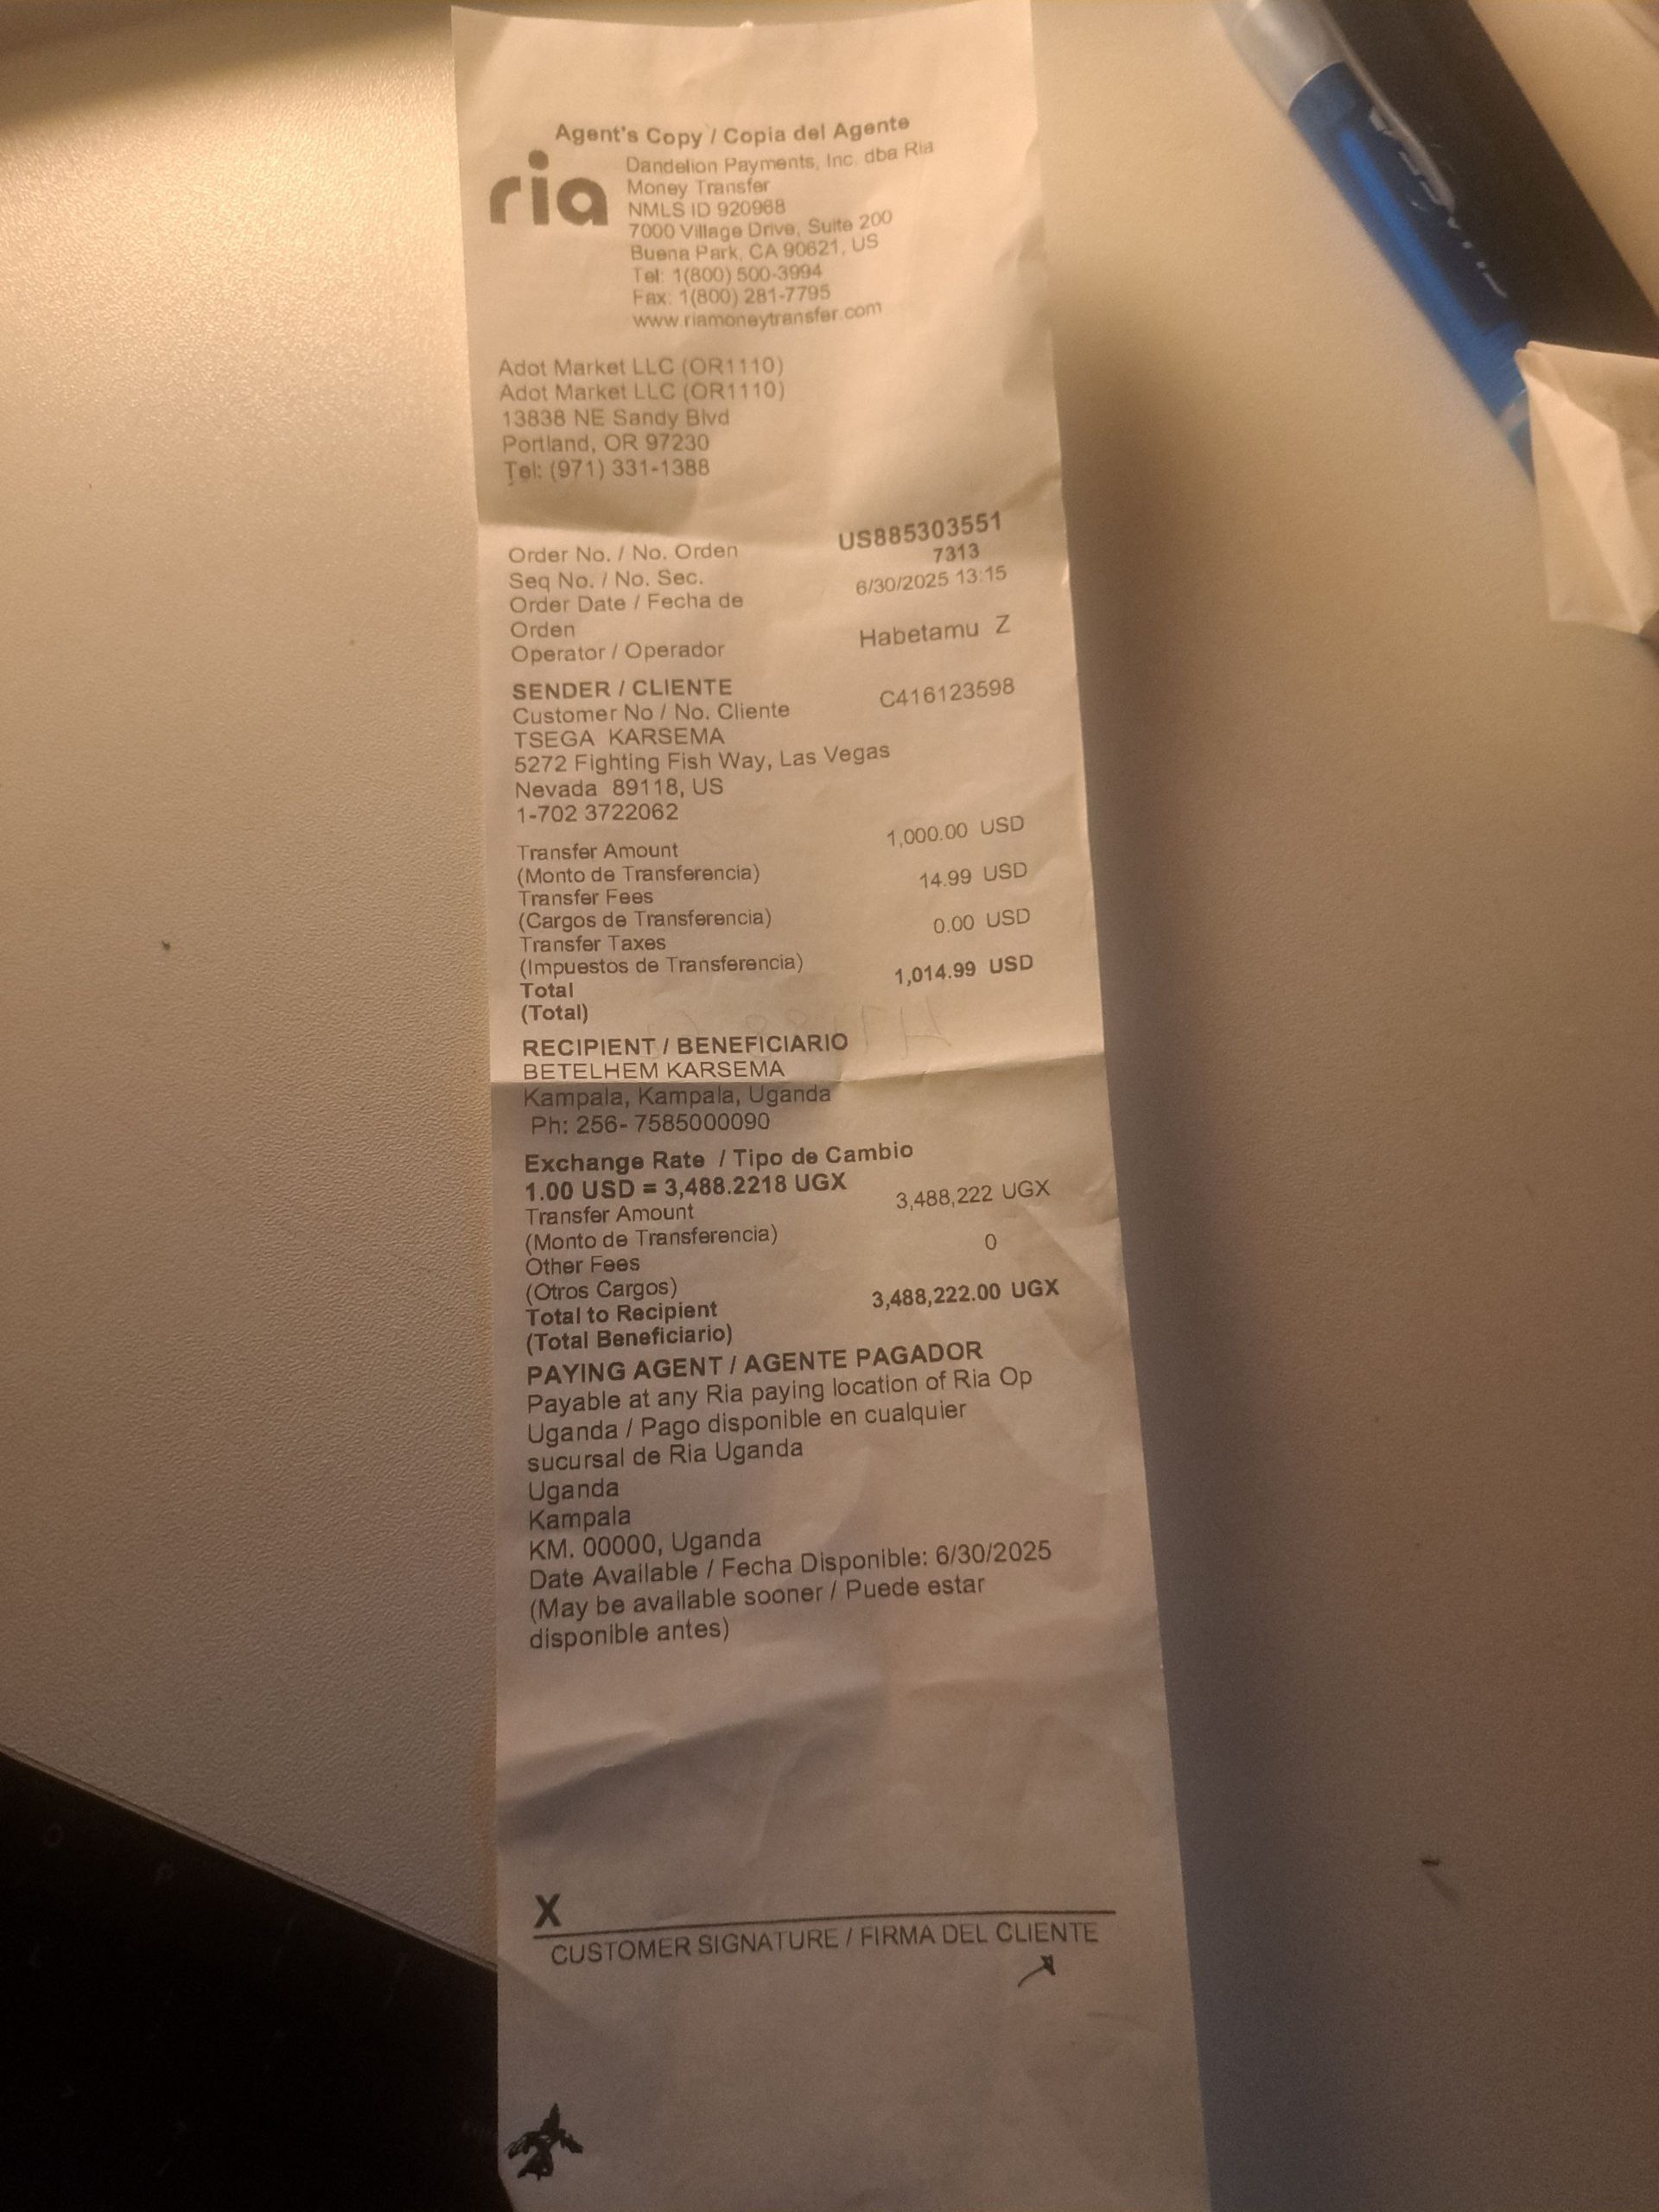 Agent's Copy / Copia del Agente
ria
Dandelion Payments, Inc. dba Ria
Money Transfer
NMLS ID 920968
7000 Village Drive, Suite 200
Buena Park, CA 90621, US
Tel: 1(800) 500-3994
Fax: 1(800) 281-7795
www.riamoneytransfer.com
Adot Market LLC (OR1110)
Adot Market LLC (OR1110)
13838 NE Sandy Blvd
Portland, OR 97230
Tel: (971) 331-1388
Order No. / No. Orden US885303551
Seq No. / No. Sec. 7313
Order Date / Fecha de 6/30/2025 13:15
Orden
Operator / Operador Habetamu Z
SENDER / CLIENTE
Customer No / No. Cliente C416123598
TSEGA KARSEMA
5272 Fighting Fish Way, Las Vegas
Nevada 89118, US
1-702 3722062
Transfer Amount 1,000.00 USD
(Monto de Transferencia)
Transfer Fees 14.99 USD
(Cargos de Transferencia)
Transfer Taxes 0.00 USD
(Impuestos de Transferencia)
Total 1,014.99 USD
(Total)
RECIPIENT / BENEFICIARIO
BETELHEM KARSEMA
Kampala, Kampala, Uganda
Ph: 256- 7585000090
Exchange Rate / Tipo de Cambio
1.00 USD = 3,488.2218 UGX
Transfer Amount 3,488,222 UGX
(Monto de Transferencia)
Other Fees 0
(Otros Cargos)
Total to Recipient 3,488,222.00 UGX
(Total Beneficiario)
PAYING AGENT / AGENTE PAGADOR
Payable at any Ria paying location of Ria Op
Uganda / Pago disponible en cualquier
sucursal de Ria Uganda
Uganda
Kampala
KM. 00000, Uganda
Date Available / Fecha Disponible: 6/30/2025
(May be available sooner / Puede estar
disponible antes)
X
CUSTOMER SIGNATURE / FIRMA DEL CLIENTE